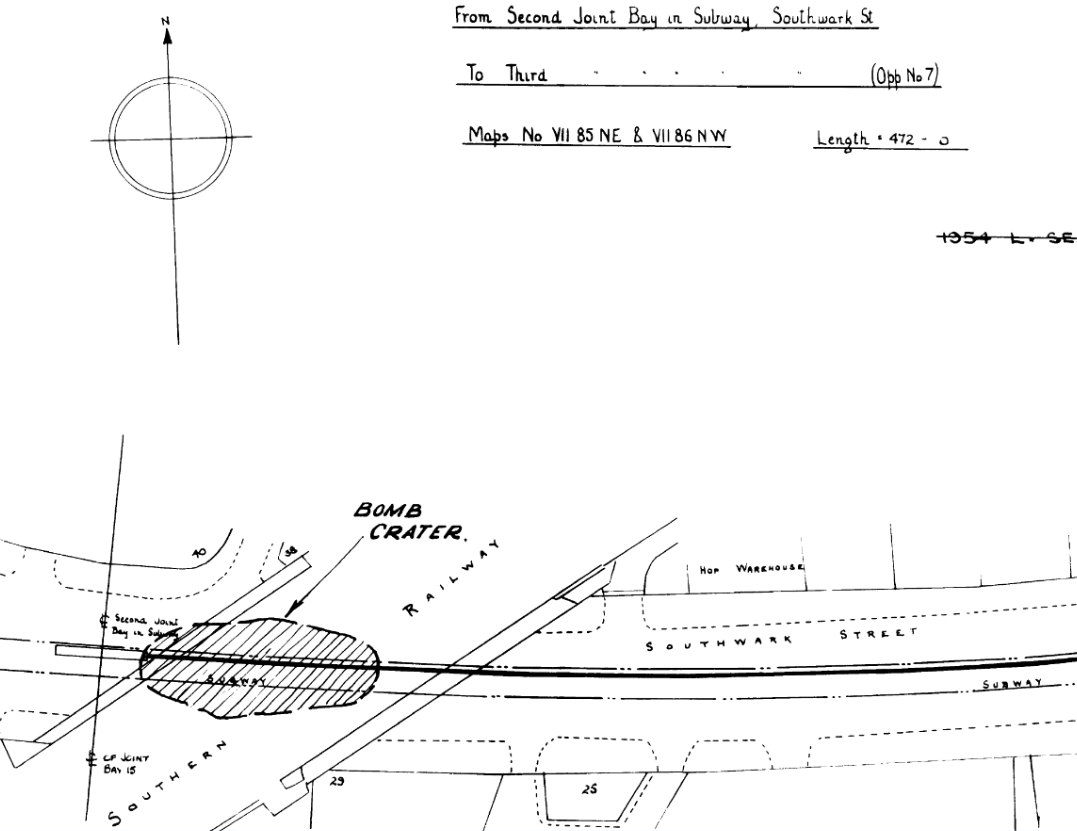 N
From Second Joint Bay in Subway, Southwark St
To Third " " " " " (Opp No 7)
Maps No VII 85 NE & VII 86 NW
Length = 472 - 0
1954 L. SE
BOMB
CRATER.
40
38
RAILWAY
HOP WAREHOUSE
Second Joint
Bay in Subway
SOUTHWARK STREET
SUBWAY
SUBWAY
OF JOINT
BAY 15
SOUTHERN
29
25